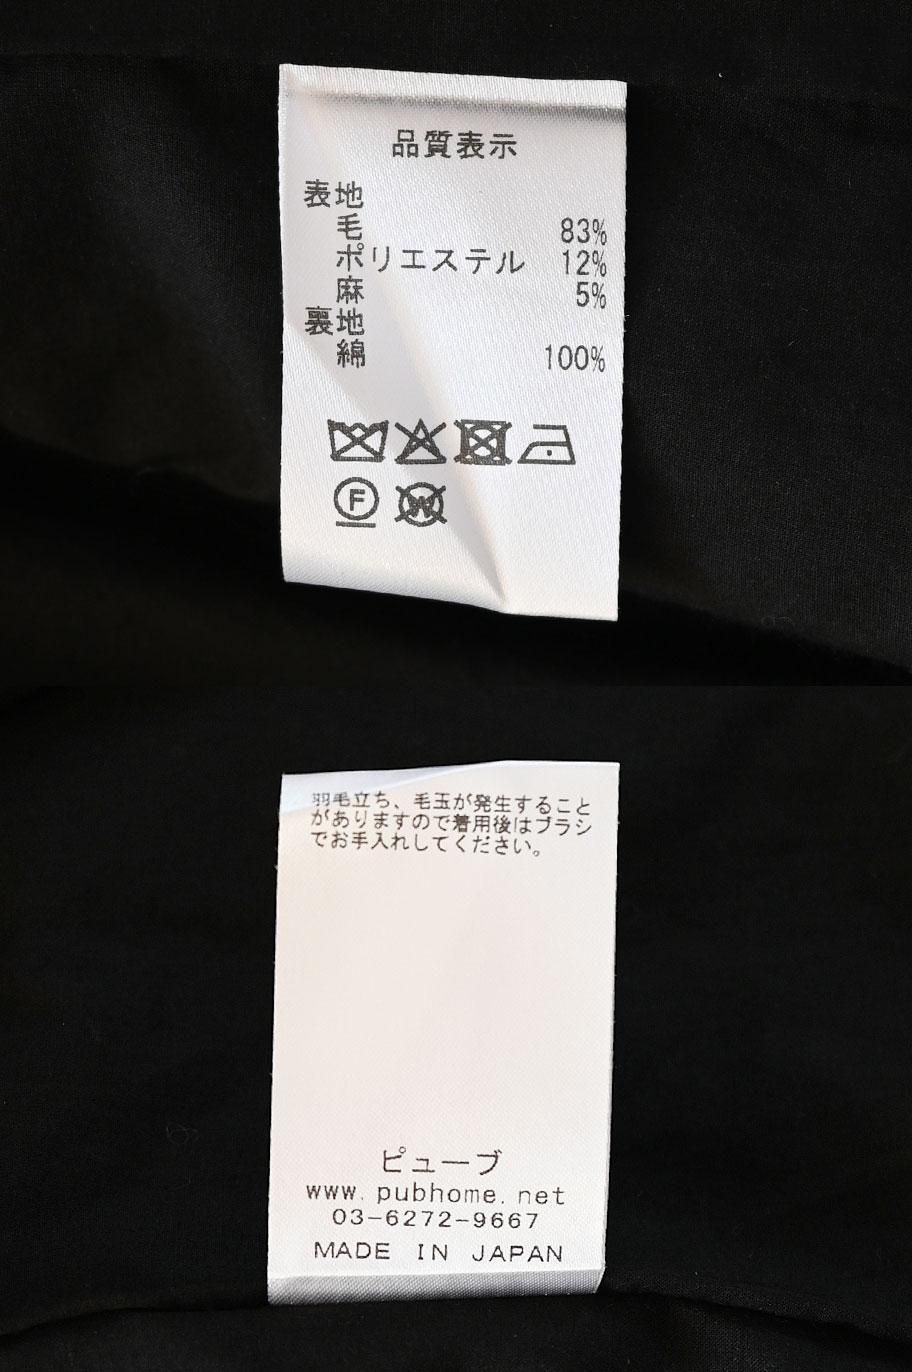 品質表示
表地
毛 83%
ポリエステル 12%
麻 5%
裏地
綿 100%
F W
羽毛立ち、毛玉が発生すること
がありますので着用後はブラシ
でお手入れしてください。
ピューブ
www.pubhome.net
03-6272-9667
MADE IN JAPAN